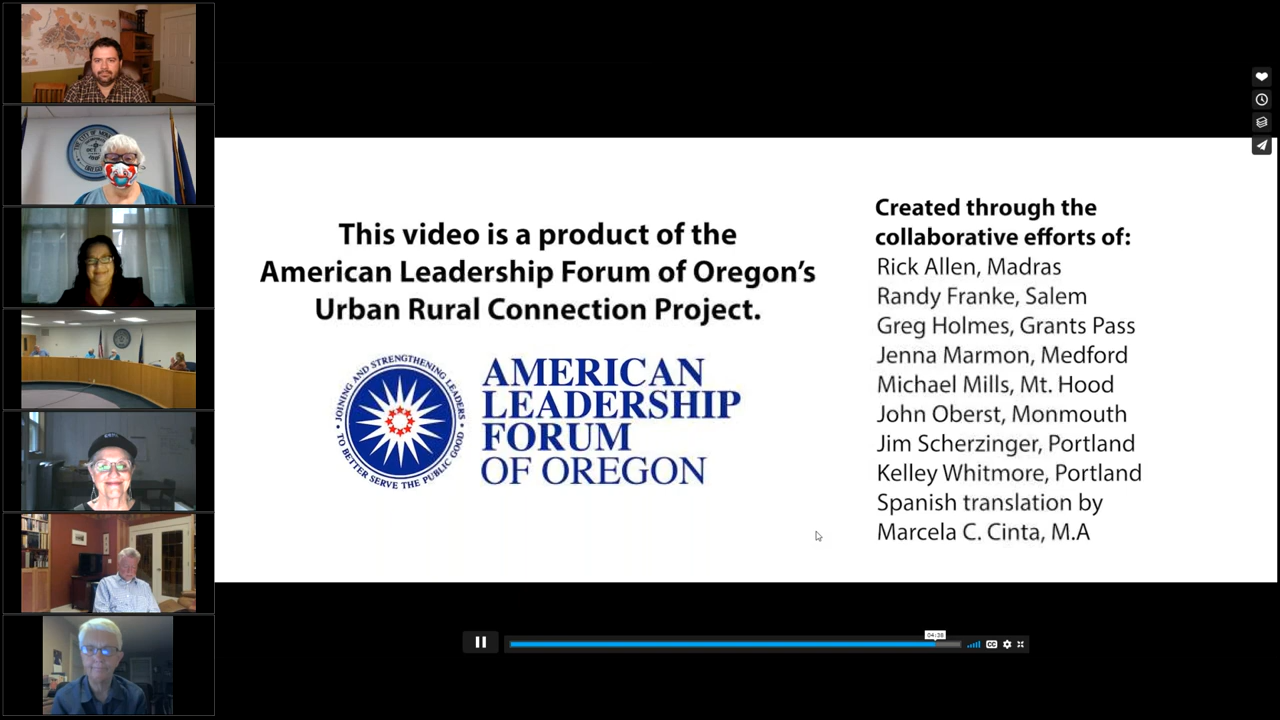 This video is a product of the
American Leadership Forum of Oregon's
Urban Rural Connection Project.
JOINING AND STRENGTHENING LEADERS
TO BETTER SERVE THE PUBLIC GOOD
AMERICAN
LEADERSHIP
FORUM
OF OREGON
Created through the
collaborative efforts of:
Rick Allen, Madras
Randy Franke, Salem
Greg Holmes, Grants Pass
Jenna Marmon, Medford
Michael Mills, Mt. Hood
John Oberst, Monmouth
Jim Scherzinger, Portland
Kelley Whitmore, Portland
Spanish translation by
Marcela C. Cinta, M.A
04:38
CC